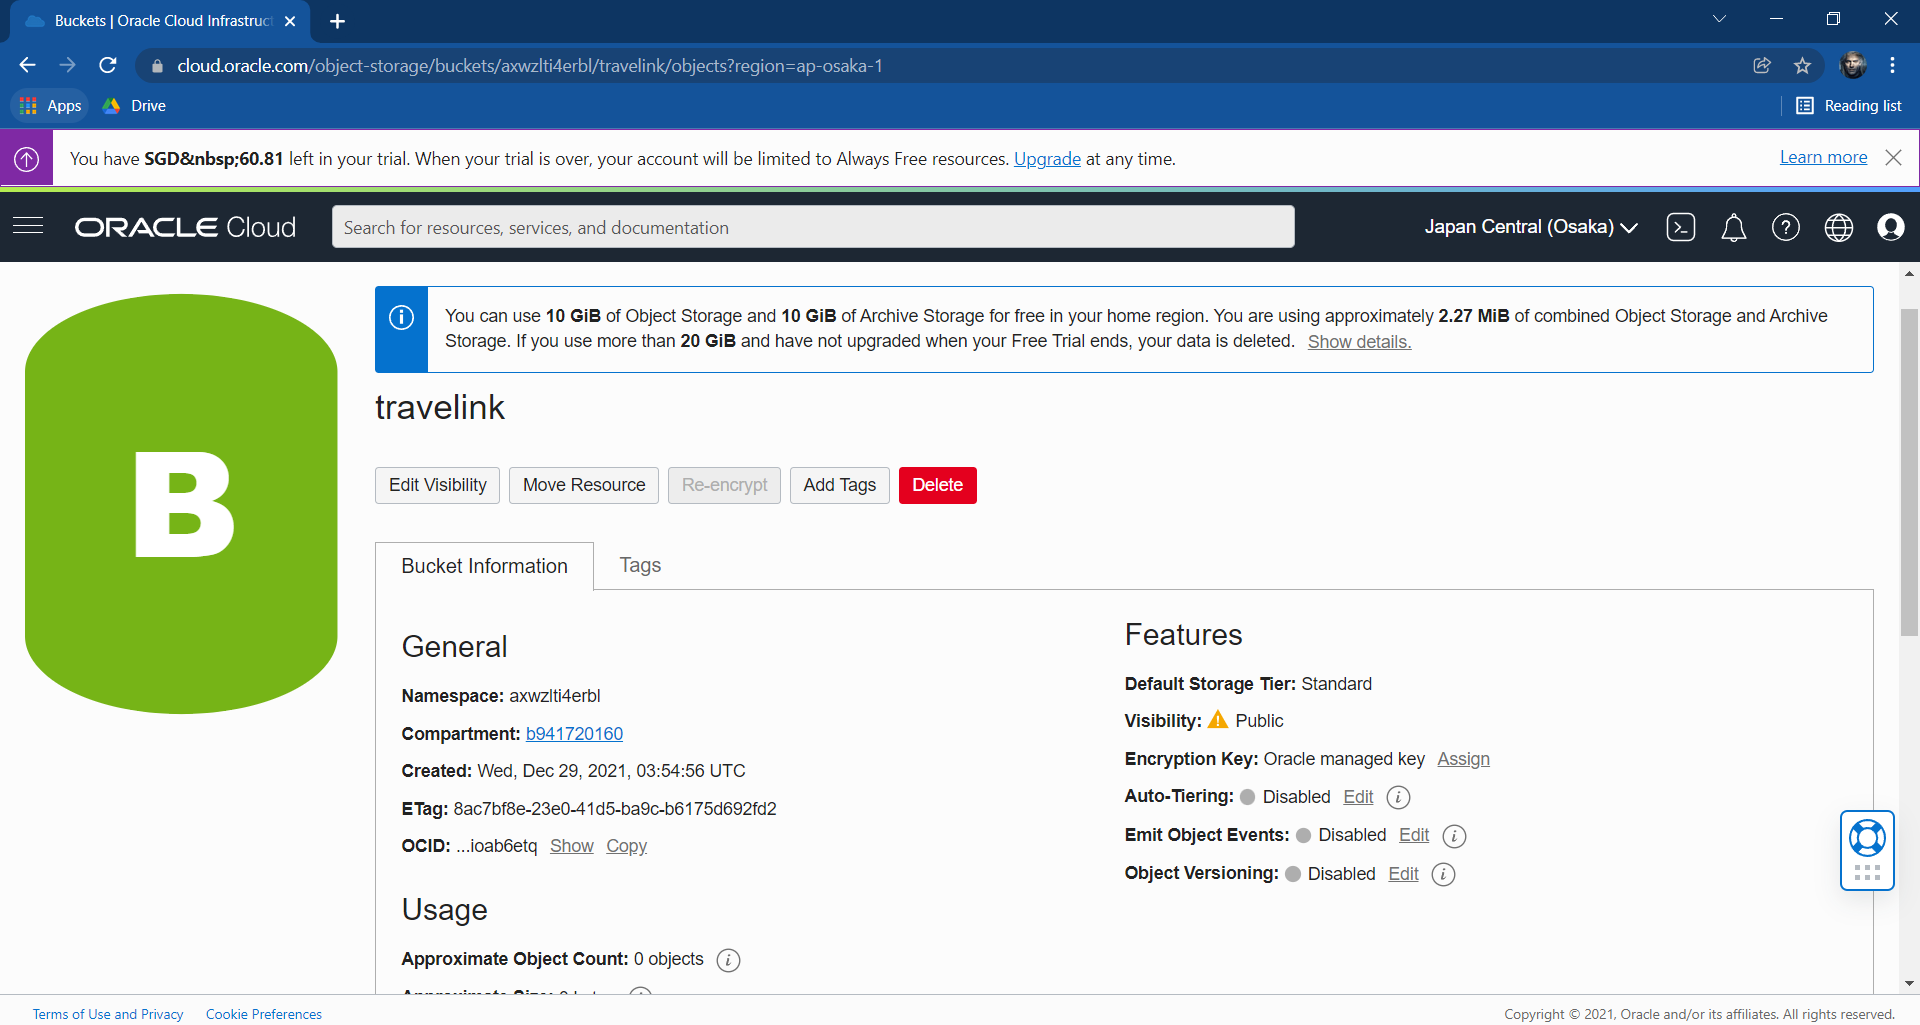 Buckets | Oracle Cloud Infrastruct
cloud.oracle.com/object-storage/buckets/axwzlti4erbl/travelink/objects?region=ap-osaka-1
Apps
Drive
Reading list
You have SGD&nbsp;60.81 left in your trial. When your trial is over, your account will be limited to Always Free resources. Upgrade at any time.
Learn more
ORACLE Cloud
Search for resources, services, and documentation
Japan Central (Osaka)
You can use 10 GiB of Object Storage and 10 GiB of Archive Storage for free in your home region. You are using approximately 2.27 MiB of combined Object Storage and Archive
Storage. If you use more than 20 GiB and have not upgraded when your Free Trial ends, your data is deleted. Show details.
B
travelink
Edit Visibility
Move Resource
Re-encrypt
Add Tags
Delete
Bucket Information
Tags
General
Namespace: axwzlti4erbl
Compartment: b941720160
Created: Wed, Dec 29, 2021, 03:54:56 UTC
ETag: 8ac7bf8e-23e0-41d5-ba9c-b6175d692fd2
OCID: ...ioab6etq Show Copy
Usage
Approximate Object Count: 0 objects
Features
Default Storage Tier: Standard
Visibility: Public
Encryption Key: Oracle managed key Assign
Auto-Tiering: Disabled Edit
Emit Object Events: Disabled Edit
Object Versioning: Disabled Edit
Terms of Use and Privacy
Cookie Preferences
Copyright © 2021, Oracle and/or its affiliates. All rights reserved.